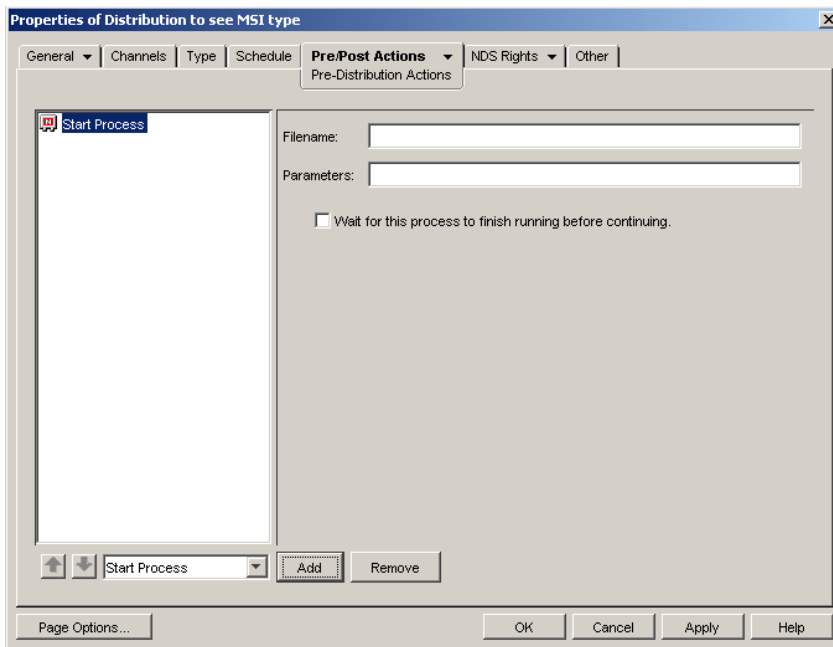 Properties of Distribution to see MSI type
General Channels Type Schedule Pre/Post Actions NDS Rights Other
Pre-Distribution Actions
N Start Process
Filename:
Parameters:
Wait for this process to finish running before continuing.
Start Process Add Remove
Page Options... OK Cancel Apply Help